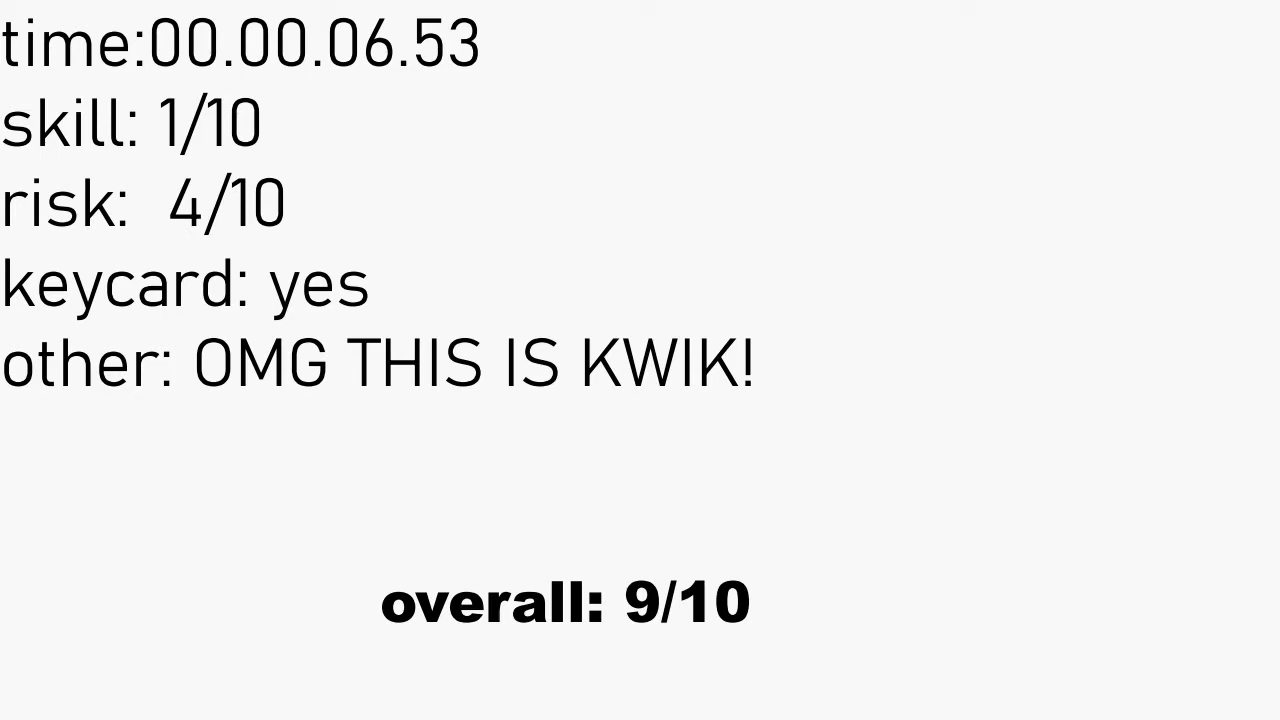 time:00.00.06.53
skill: 1/10
risk:  4/10
keycard: yes
other: OMG THIS IS KWIK!
overall: 9/10